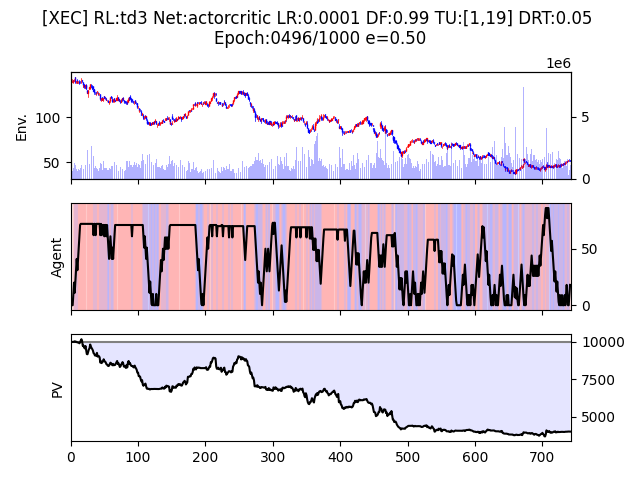 [XEC] RL:td3 Net:actorcritic LR:0.0001 DF:0.99 TU:[1,19] DRT:0.05
Epoch:0496/1000 e=0.50
1e6
Env.
100
50
5
0
Agent
50
0
PV
10000
7500
5000
0 100 200 300 400 500 600 700